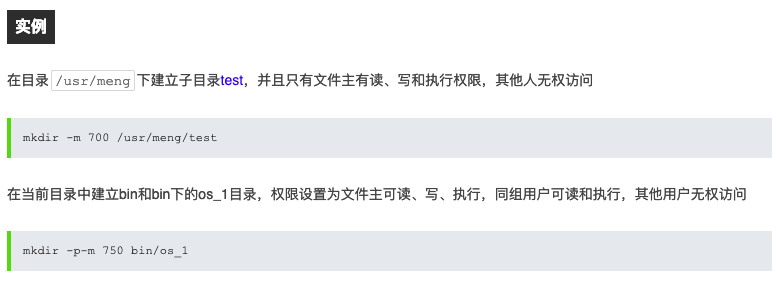 实例
在目录 /usr/meng 下建立子目录test，并且只有文件主有读、写和执行权限，其他人无权访问
mkdir -m 700 /usr/meng/test
在当前目录中建立bin和bin下的os_1目录，权限设置为文件主可读、写、执行，同组用户可读和执行，其他用户无权访问
mkdir -p-m 750 bin/os_1